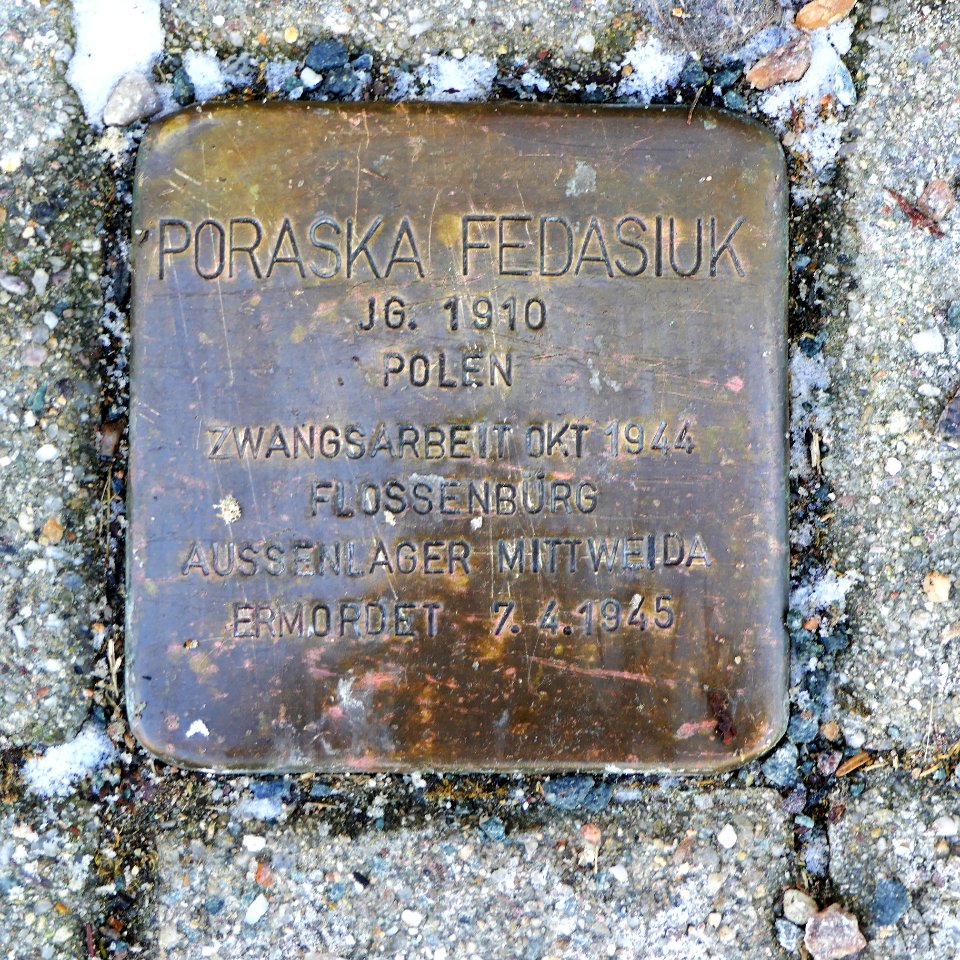 PORASKA FEDASIUK
JG. 1910
POLEN
ZWANGSARBEIT OKT 1944
FLOSSENBÜRG
AUSSENLAGER MITTWEIDA
ERMORDET 7.4.1945